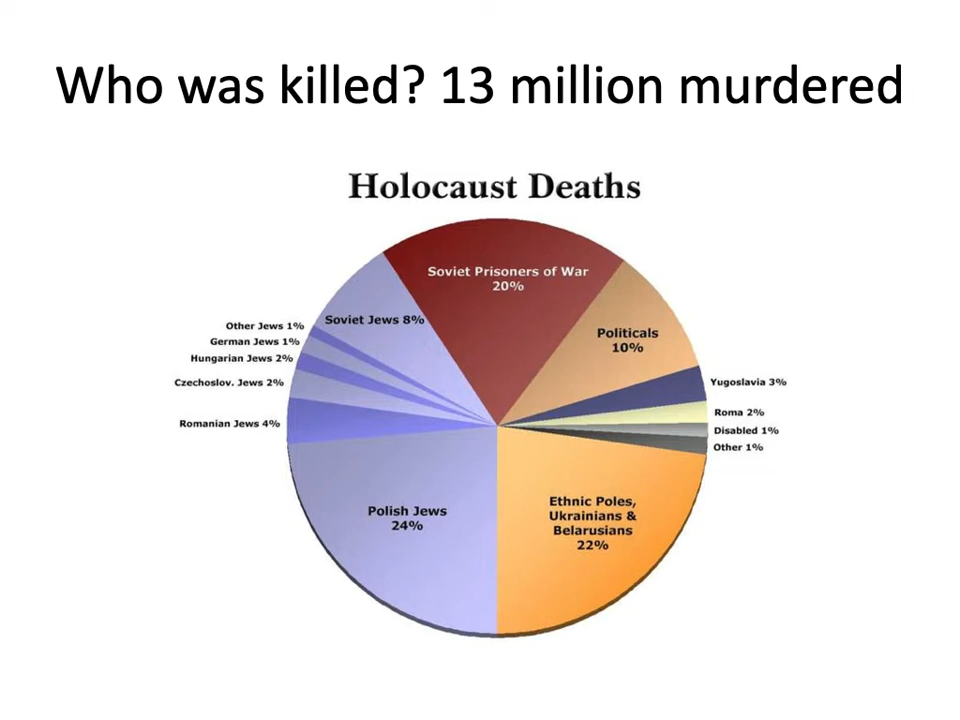 Who was killed? 13 million murdered
Holocaust Deaths
Soviet Prisoners of War
20%
Politicals
10%
Yugoslavia 3%
Roma 2%
Disabled 1%
Other 1%
Ethnic Poles,
Ukrainians &
Belarusians
22%
Polish Jews
24%
Romanian Jews 4%
Czechoslov. Jews 2%
Hungarian Jews 2%
German Jews 1%
Other Jews 1%
Soviet Jews 8%